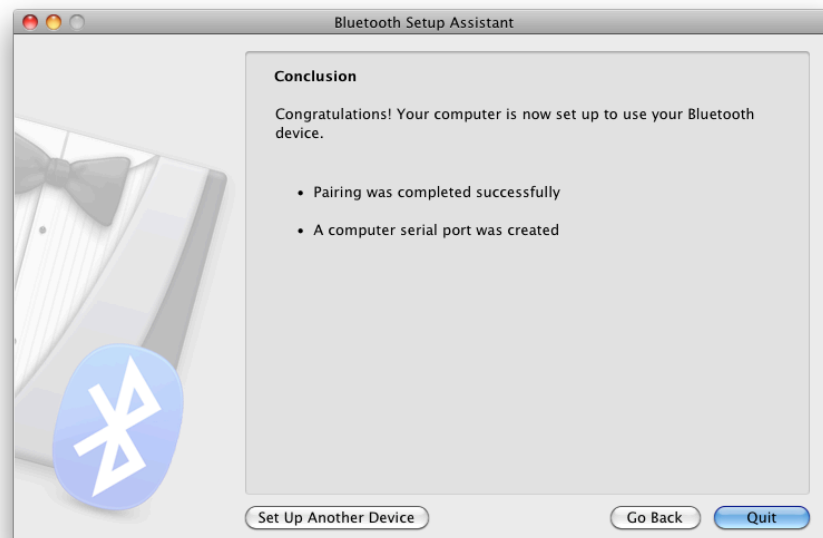 Bluetooth Setup Assistant
Conclusion
Congratulations! Your computer is now set up to use your Bluetooth
device.
• Pairing was completed successfully
• A computer serial port was created
Set Up Another Device
Go Back
Quit